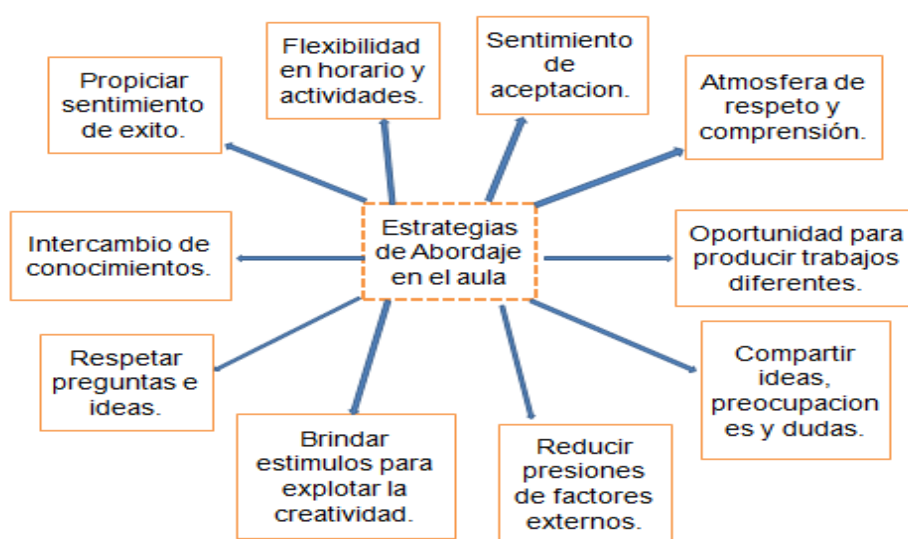 Propiciar
sentimiento
de exito.
Flexibilidad
en horario y
actividades.
Sentimiento
de
aceptacion.
Atmosfera de
respeto y
comprensión.
Intercambio de
conocimientos.
Estrategias
de Abordaje
en el aula
Oportunidad para
producir trabajos
diferentes.
Respetar
preguntas e
ideas.
Brindar
estimulos para
explotar la
creatividad.
Reducir
presiones
de factores
externos.
Compartir
ideas,
preocupacion
es y dudas.